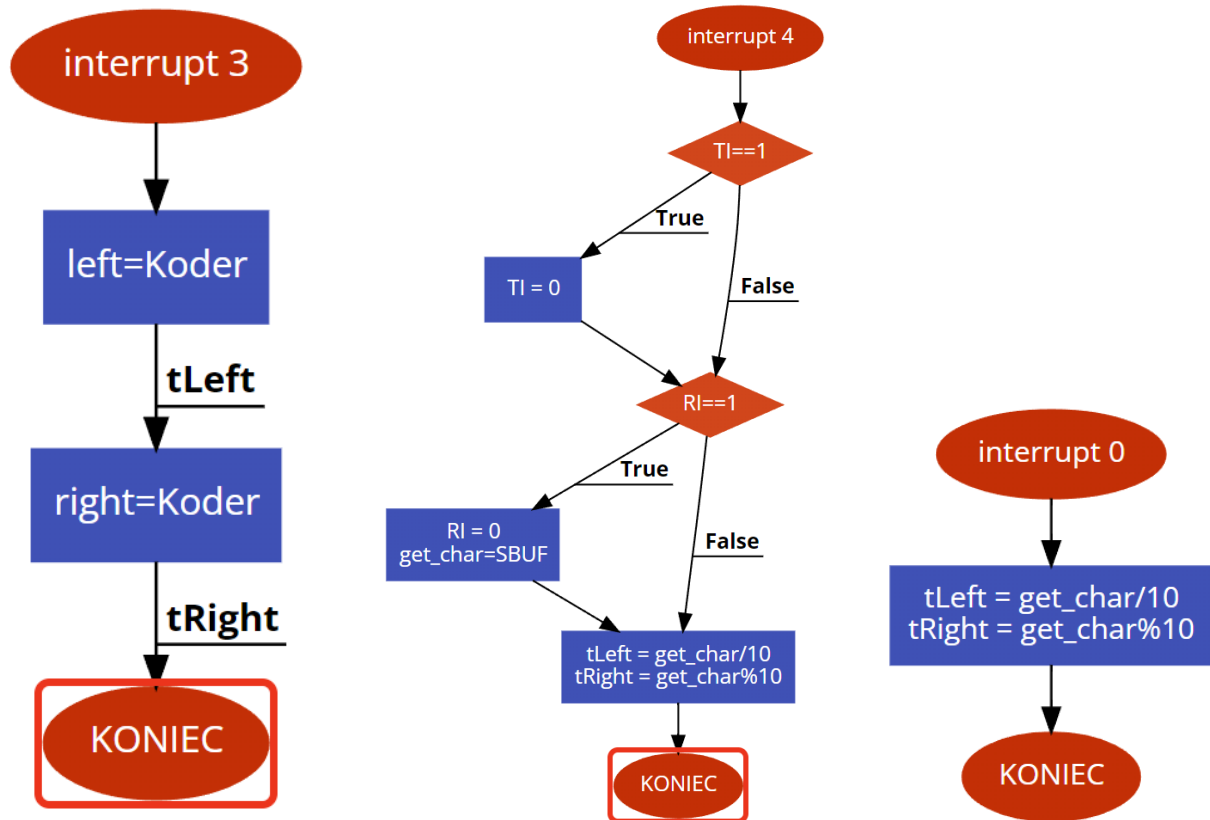 interrupt 3
left=Koder
tLeft
right=Koder
tRight
KONIEC
interrupt 4
TI==1
True
TI = 0
False
RI==1
True
RI = 0
get_char=SBUF
False
tLeft = get_char/10
tRight = get_char%10
KONIEC
interrupt 0
tLeft = get_char/10
tRight = get_char%10
KONIEC